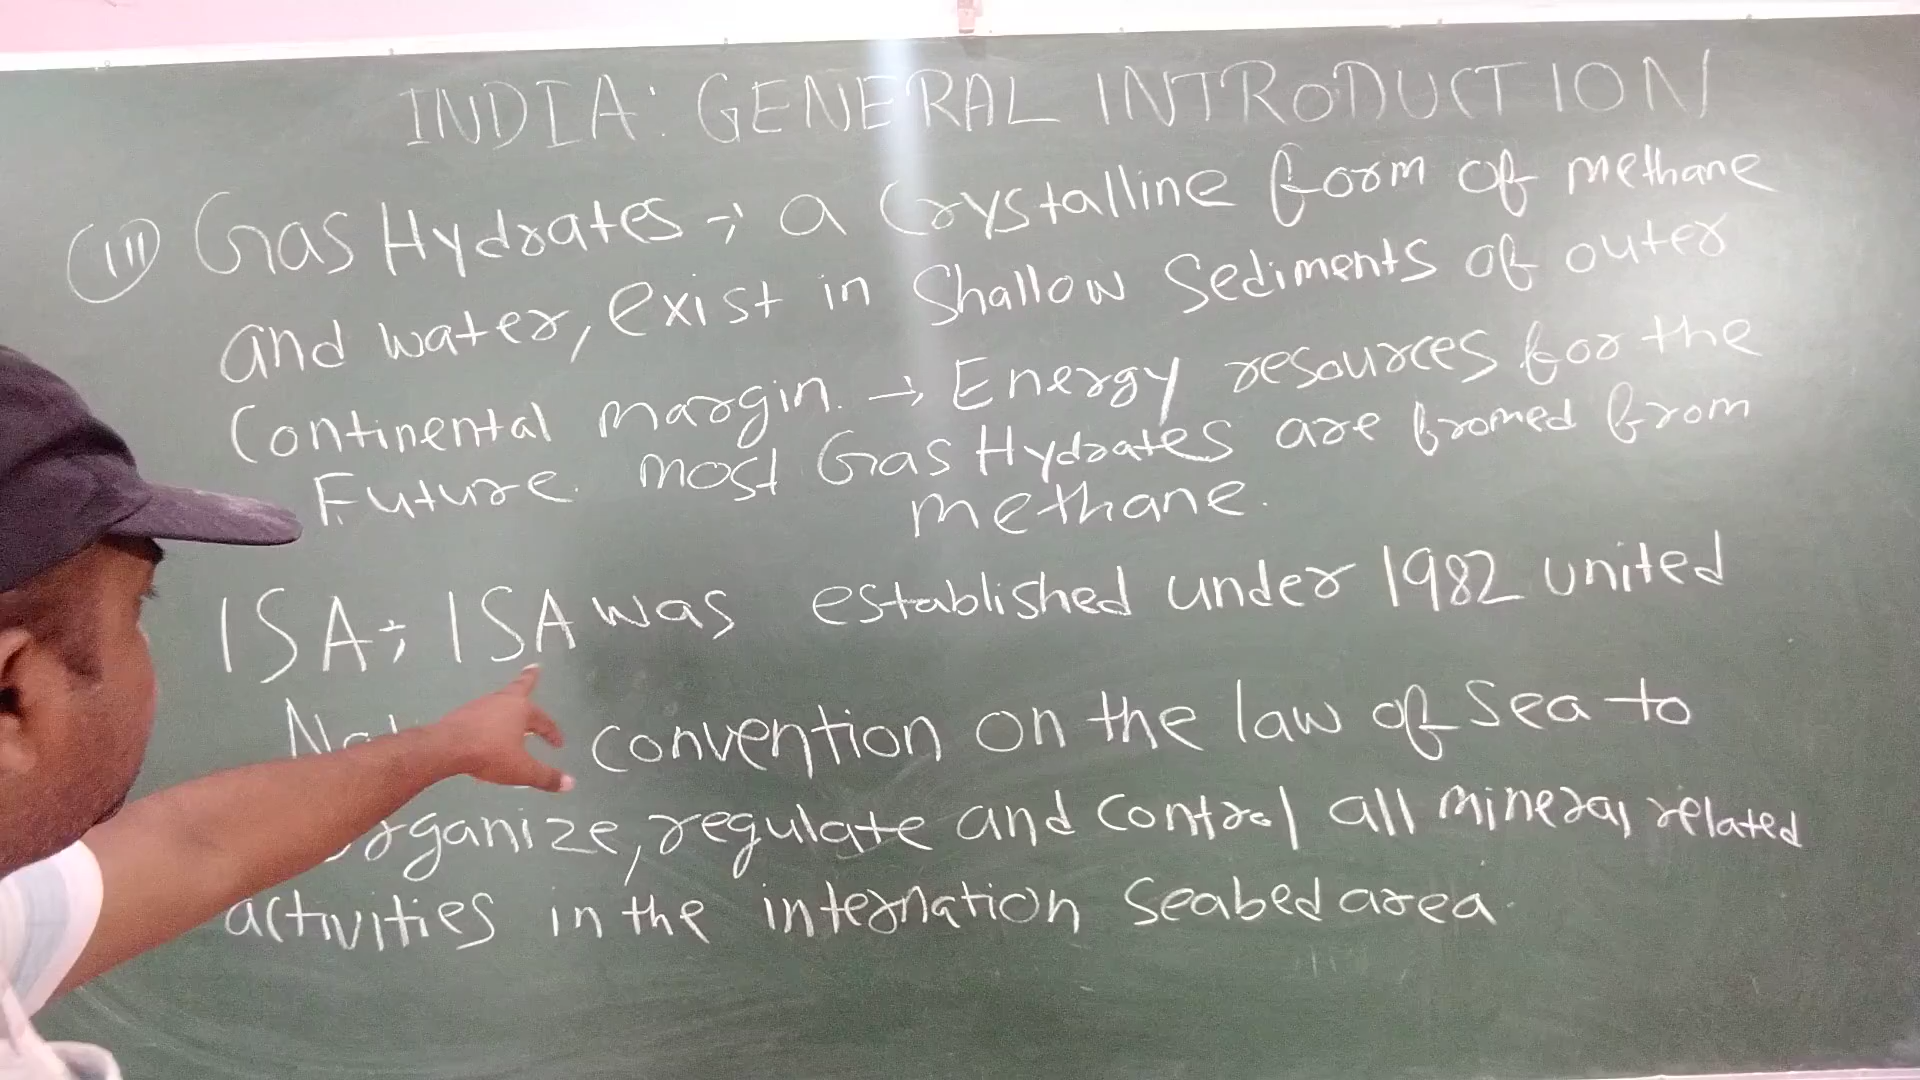 INDIA: GENERAL INTRODUCTION
(III) Gas Hydrates → a Crystalline form of methane
and water, exist in Shallow Sediments of outer
Continental margin. → Energy resources for the
Future. most Gas Hydrates are fromed from
methane.
ISA ÷ ISA was established under 1982 united
convention on the law of Sea to
organize, regulate and control all mineral related
activities in the internation Seabed area.